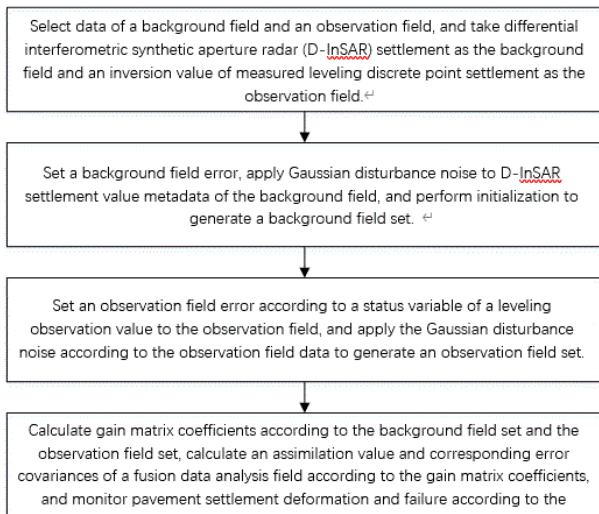 Select data of a background field and an observation field, and take differential
interferometric synthetic aperture radar (D-InSAR) settlement as the background
field and an inversion value of measured leveling discrete point settlement as the
observation field.↵
Set a background field error, apply Gaussian disturbance noise to D-InSAR
settlement value metadata of the background field, and perform initialization to
generate a background field set. ↵
Set an observation field error according to a status variable of a leveling
observation value to the observation field, and apply the Gaussian disturbance
noise according to the observation field data to generate an observation field set.
Calculate gain matrix coefficients according to the background field set and the
observation field set, calculate an assimilation value and corresponding error
covariances of a fusion data analysis field according to the gain matrix coefficients,
and monitor pavement settlement deformation and failure according to the